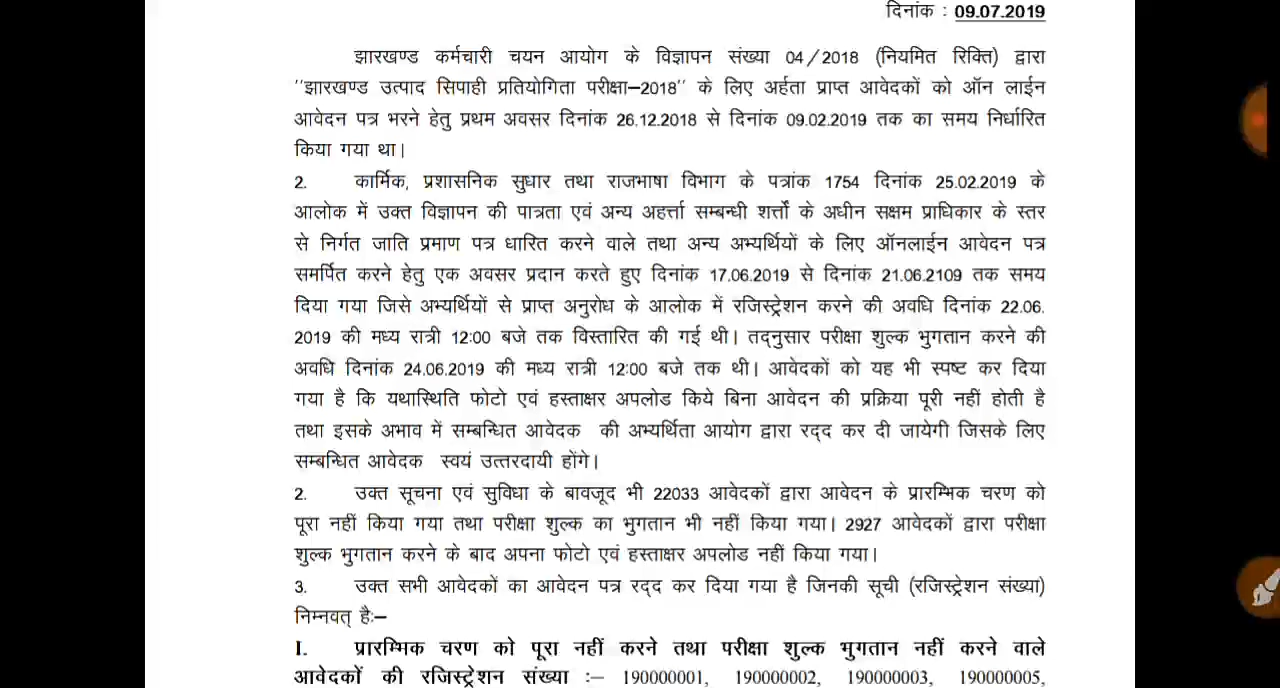 दिनांक : 09.07.2019
झारखण्ड कर्मचारी चयन आयोग के विज्ञापन संख्या 04/2018 (नियमित रिक्ति) द्वारा
''झारखण्ड उत्पाद सिपाही प्रतियोगिता परीक्षा–2018'' के लिए अर्हता प्राप्त आवेदकों को ऑन लाईन
आवेदन पत्र भरने हेतु प्रथम अवसर दिनांक 26.12.2018 से दिनांक 09.02.2019 तक का समय निर्धारित
किया गया था।
2. कार्मिक, प्रशासनिक सुधार तथा राजभाषा विभाग के पत्रांक 1754 दिनांक 25.02.2019 के
आलोक में उक्त विज्ञापन की पात्रता एवं अन्य अहर्त्ता सम्बन्धी शर्त्तों के अधीन सक्षम प्राधिकार के स्तर
से निर्गत जाति प्रमाण पत्र धारित करने वाले तथा अन्य अभ्यर्थियों के लिए ऑनलाईन आवेदन पत्र
समर्पित करने हेतु एक अवसर प्रदान करते हुए दिनांक 17.06.2019 से दिनांक 21.06.2109 तक समय
दिया गया जिसे अभ्यर्थियों से प्राप्त अनुरोध के आलोक में रजिस्ट्रेशन करने की अवधि दिनांक 22.06.
2019 की मध्य रात्री 12:00 बजे तक विस्तारित की गई थी। तद्नुसार परीक्षा शुल्क भुगतान करने की
अवधि दिनांक 24.06.2019 की मध्य रात्री 12:00 बजे तक थी। आवेदकों को यह भी स्पष्ट कर दिया
गया है कि यथास्थिति फोटो एवं हस्ताक्षर अपलोड किये बिना आवेदन की प्रक्रिया पूरी नहीं होती है
तथा इसके अभाव में सम्बन्धित आवेदक की अभ्यर्थिता आयोग द्वारा रद्द कर दी जायेगी जिसके लिए
सम्बन्धित आवेदक स्वयं उत्तरदायी होंगे।
2. उक्त सूचना एवं सुविधा के बावजूद भी 22033 आवेदकों द्वारा आवेदन के प्रारम्भिक चरण को
पूरा नहीं किया गया तथा परीक्षा शुल्क का भुगतान भी नहीं किया गया। 2927 आवेदकों द्वारा परीक्षा
शुल्क भुगतान करने के बाद अपना फोटो एवं हस्ताक्षर अपलोड नहीं किया गया।
3. उक्त सभी आवेदकों का आवेदन पत्र रद्द कर दिया गया है जिनकी सूची (रजिस्ट्रेशन संख्या)
निम्नवत् है:–
I. प्रारम्भिक चरण को पूरा नहीं करने तथा परीक्षा शुल्क भुगतान नहीं करने वाले
आवेदकों की रजिस्ट्रेशन संख्या :– 190000001, 190000002, 190000003, 190000005,